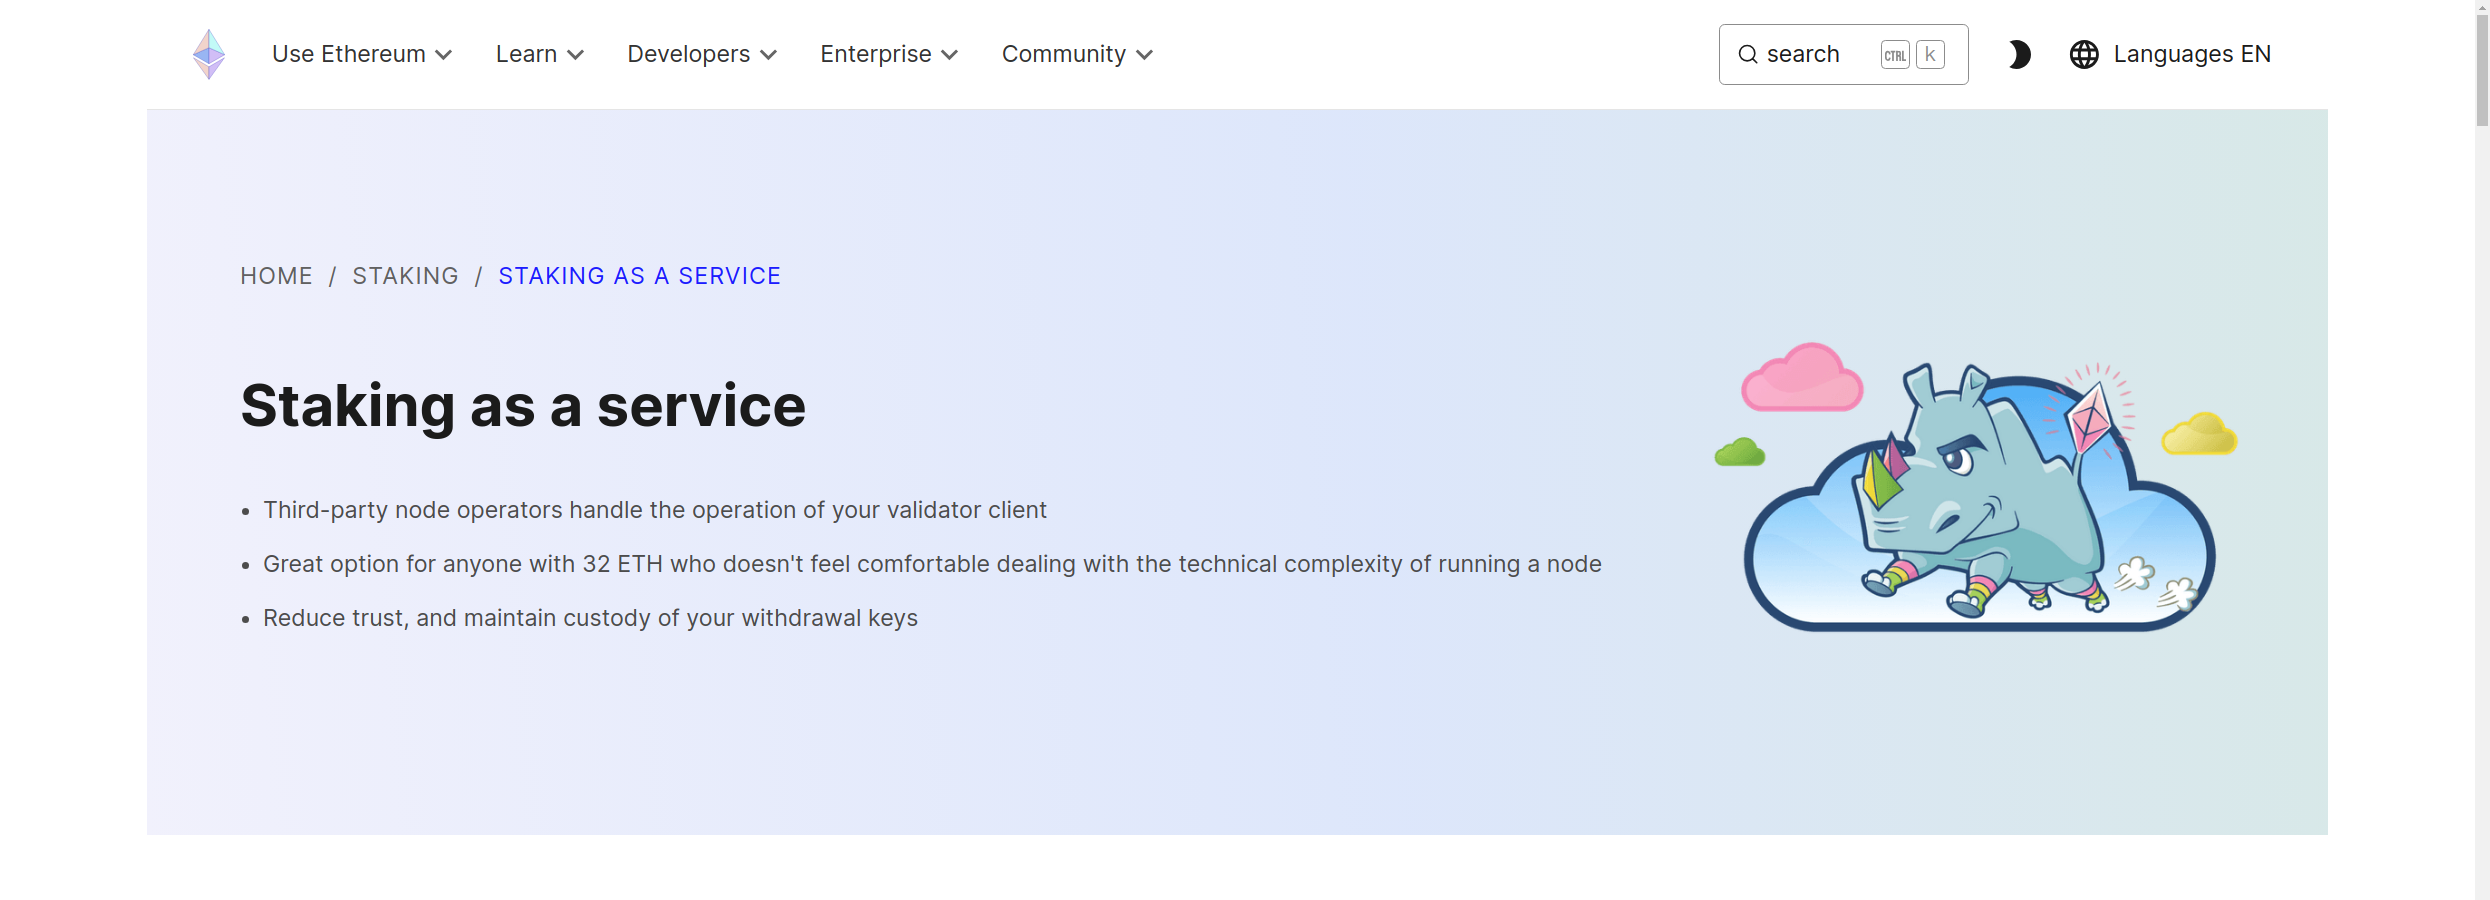 Use Ethereum Learn Developers Enterprise Community search CTRL k Languages EN
HOME / STAKING / STAKING AS A SERVICE
Staking as a service
• Third-party node operators handle the operation of your validator client
• Great option for anyone with 32 ETH who doesn't feel comfortable dealing with the technical complexity of running a node
• Reduce trust, and maintain custody of your withdrawal keys